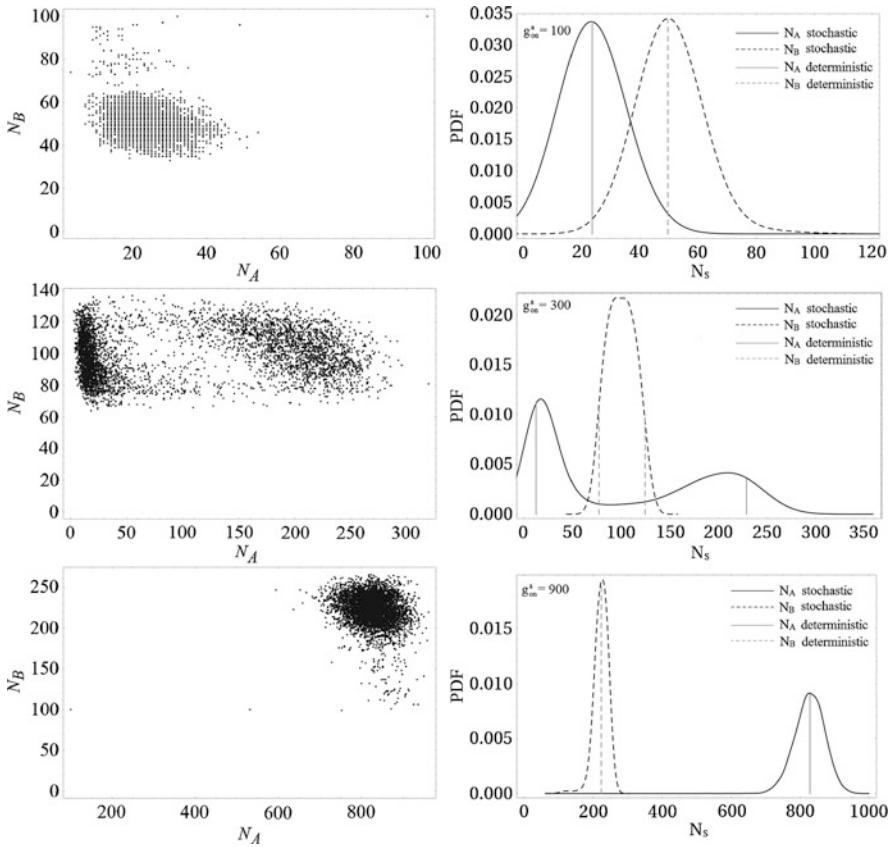 100
80
60
40
20
0
N_B
20
40
60
80
100
N_A
0.035
0.030
0.025
0.020
0.015
0.010
0.005
0.000
PDF
g_on^a = 100
N_A stochastic
N_B stochastic
N_A deterministic
N_B deterministic
0
20
40
60
80
100
120
N_s
140
120
100
80
60
40
20
0
N_B
0
50
100
150
200
250
300
N_A
0.020
0.015
0.010
0.005
0.000
PDF
g_on^a = 300
N_A stochastic
N_B stochastic
N_A deterministic
N_B deterministic
0
50
100
150
200
250
300
350
N_s
250
200
150
100
50
0
N_B
200
400
600
800
N_A
0.015
0.010
0.005
0.000
PDF
g_on^a = 900
N_A stochastic
N_B stochastic
N_A deterministic
N_B deterministic
0
200
400
600
800
1000
N_s